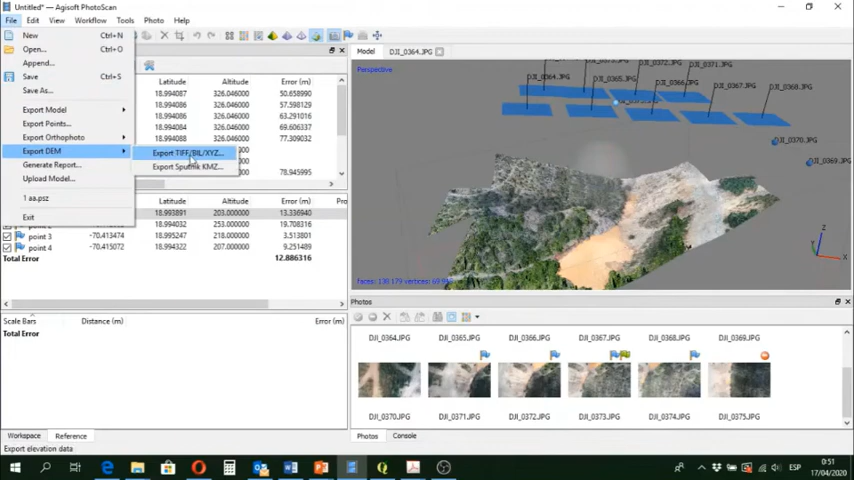 Untitled* — Agisoft PhotoScan
File Edit View Workflow Tools Photo Help
New Ctrl+N
Open... Ctrl+O
Append...
Save Ctrl+S
Save As...
Export Model
Export Points...
Export Orthophoto
Export DEM
Generate Report...
Upload Model...
1 aa.psz
Exit
Export TIFF/BIL/XYZ...
Export Sputnik KMZ...
Latitude Altitude Error (m)
18.994087 326.046000 50.658990
18.994087 326.046000 57.598129
326.046000 63.091286
18.994084 326.046000 69.606337
18.994084 326.046000 77.309032
78.945995
Latitude Altitude Error (m) Pro
18.993891 203.000000 13.336940
18.994032 253.000000 19.708316
point 3 -70.413474 18.995247 218.000000 3.513801
point 4 -70.415072 18.994322 207.000000 9.251489
Total Error 12.886316
Scale Bars Distance (m) Error (m)
Total Error
Workspace Reference
Export elevation data
Model DJI_0364.JPG
Perspective
DJI_0364.JPG
DJI_0365.JPG
DJI_0366.JPG
DJI_0367.JPG
DJI_0368.JPG
DJI_0371.JPG
DJI_0370.JPG
DJI_0369.JPG
Z
X
Photos
DJI_0364.JPG DJI_0365.JPG DJI_0366.JPG DJI_0367.JPG DJI_0368.JPG DJI_0369.JPG
DJI_0370.JPG DJI_0371.JPG DJI_0372.JPG DJI_0373.JPG DJI_0374.JPG DJI_0375.JPG
Photos Console
ESP
0:51
17/04/2020